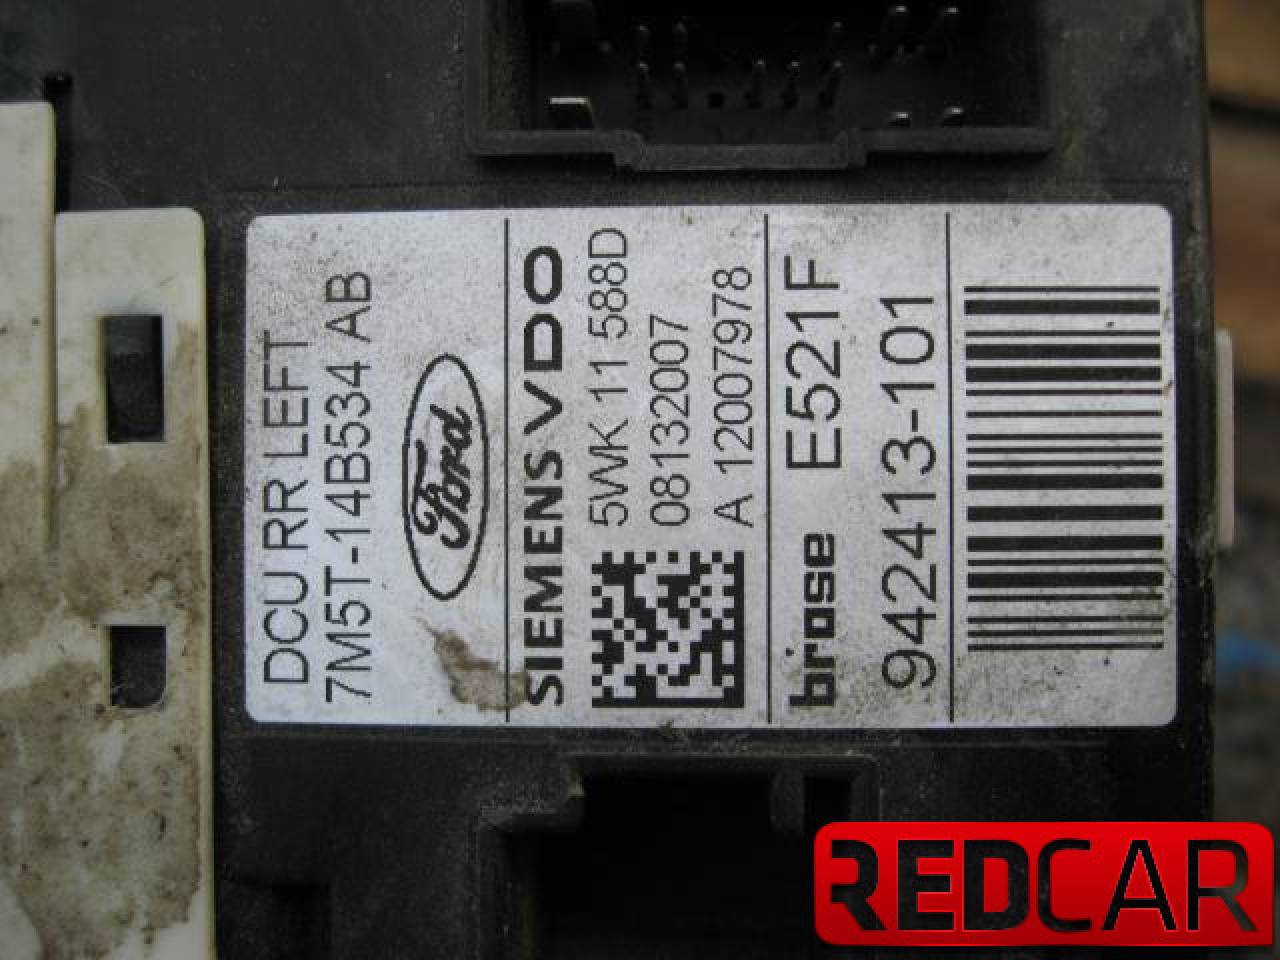 DCU RR LEFT
7M5T-14B534 AB
Ford
SIEMENS VDO
5WK 11 588D
08132007
A 12007978
brose E521F
942413-101
REDCAR